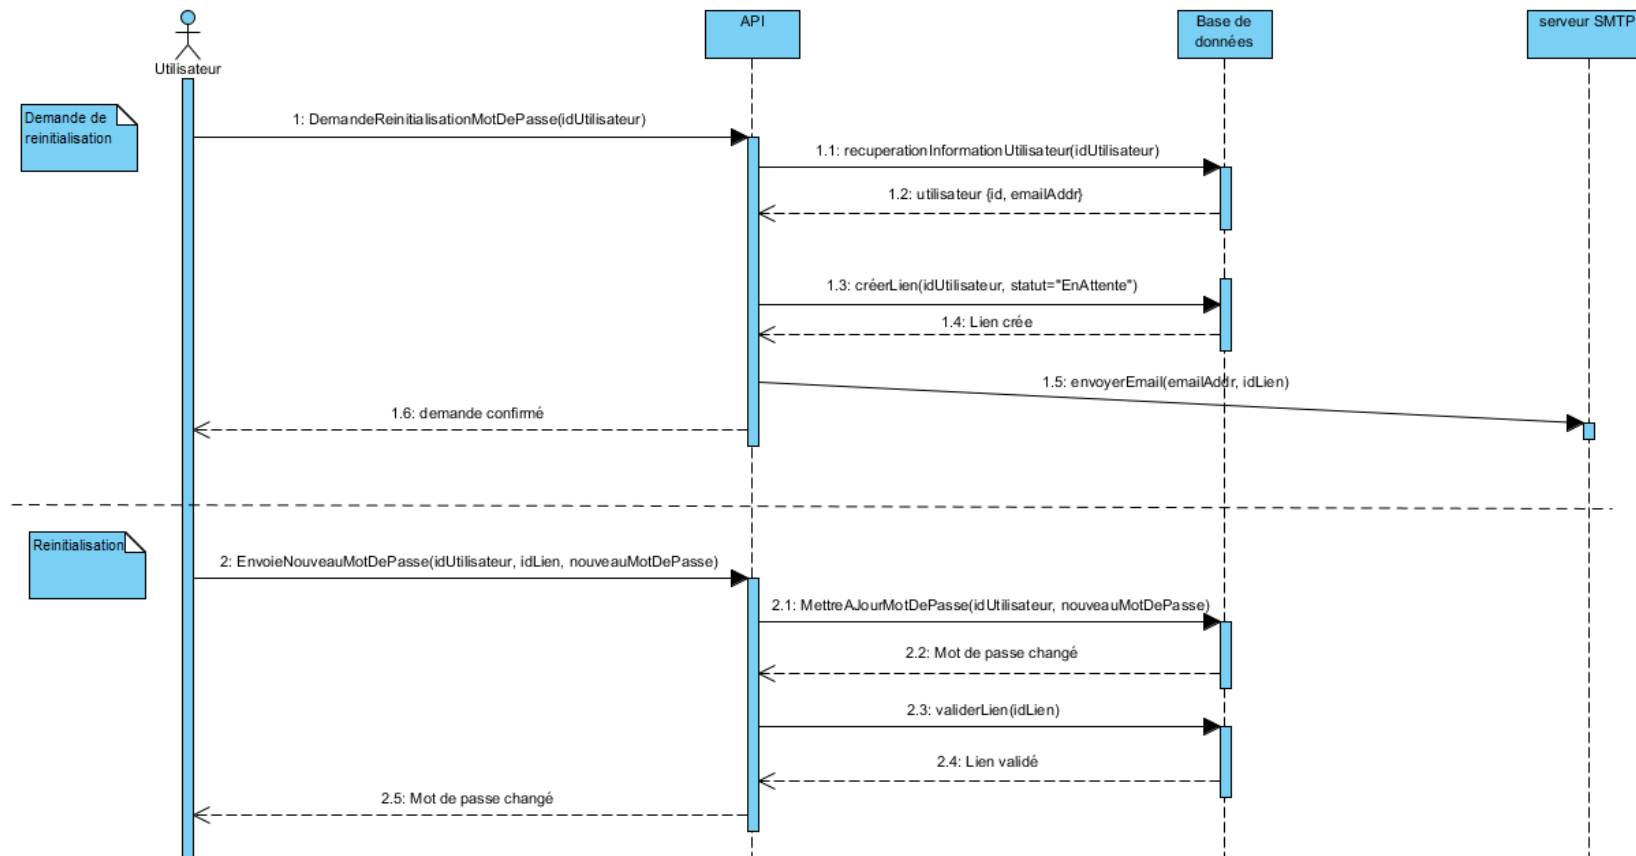 Utilisateur
API
Base de
données
serveur SMTP
Demande de
reinitialisation
1: DemandeReinitialisationMotDePasse(idUtilisateur)
1.1: recuperationInformationUtilisateur(idUtilisateur)
1.2: utilisateur {id, emailAddr}
1.3: créerLien(idUtilisateur, statut="EnAttente")
1.4: Lien crée
1.5: envoyerEmail(emailAddr, idLien)
1.6: demande confirmé
Reinitialisation
2: EnvoieNouveauMotDePasse(idUtilisateur, idLien, nouveauMotDePasse)
2.1: MettreAJourMotDePasse(idUtilisateur, nouveauMotDePasse)
2.2: Mot de passe changé
2.3: validerLien(idLien)
2.4: Lien validé
2.5: Mot de passe changé